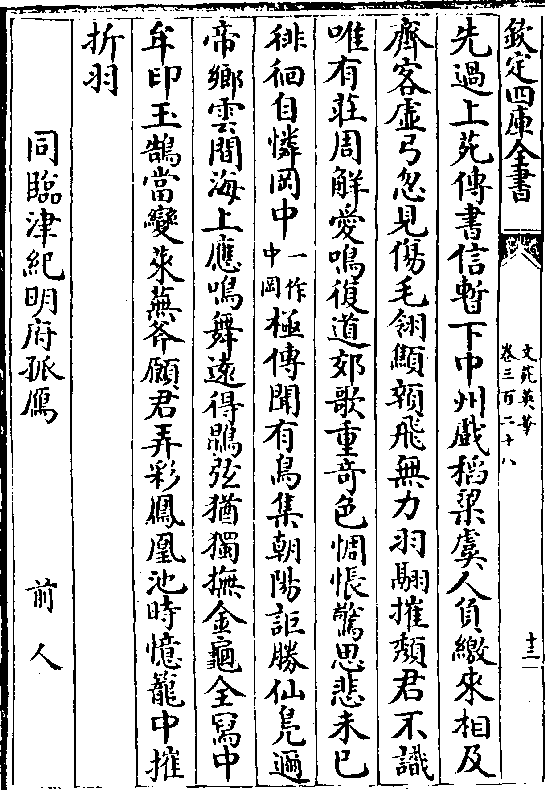 欽定四庫全書
文苑英華
卷三百二十八
十三
先過上苑傳書信暫下中州戲稻粱虞人負繳來相及
齊客虛弓忽見傷毛翎顦顇飛無力羽翮摧頹君不識
唯有莊周解愛鳴復道郊歌重奇色惆悵驚思悲未已
徘徊自憐罔中一作中罔極傳聞有鳥集朝陽詎勝仙鳬邇
帝鄉雲間海上應鳴舞遠得鵾弦猶獨撫金龜全寫中
牟印玉鵠當變來蕪釜願君弄彩鳳凰池時憶籠中摧
折羽
同臨津紀明府孤鴈
前人